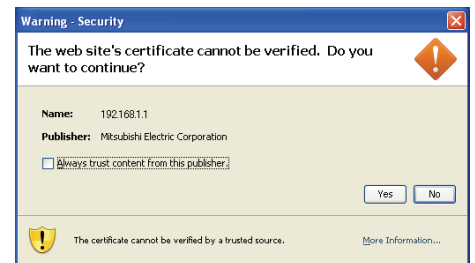 Warning - Security
The web site's certificate cannot be verified. Do you
want to continue?
Name: 192.168.1.1
Publisher: Mitsubishi Electric Corporation
Always trust content from this publisher.
Yes No
The certificate cannot be verified by a trusted source. More Information...